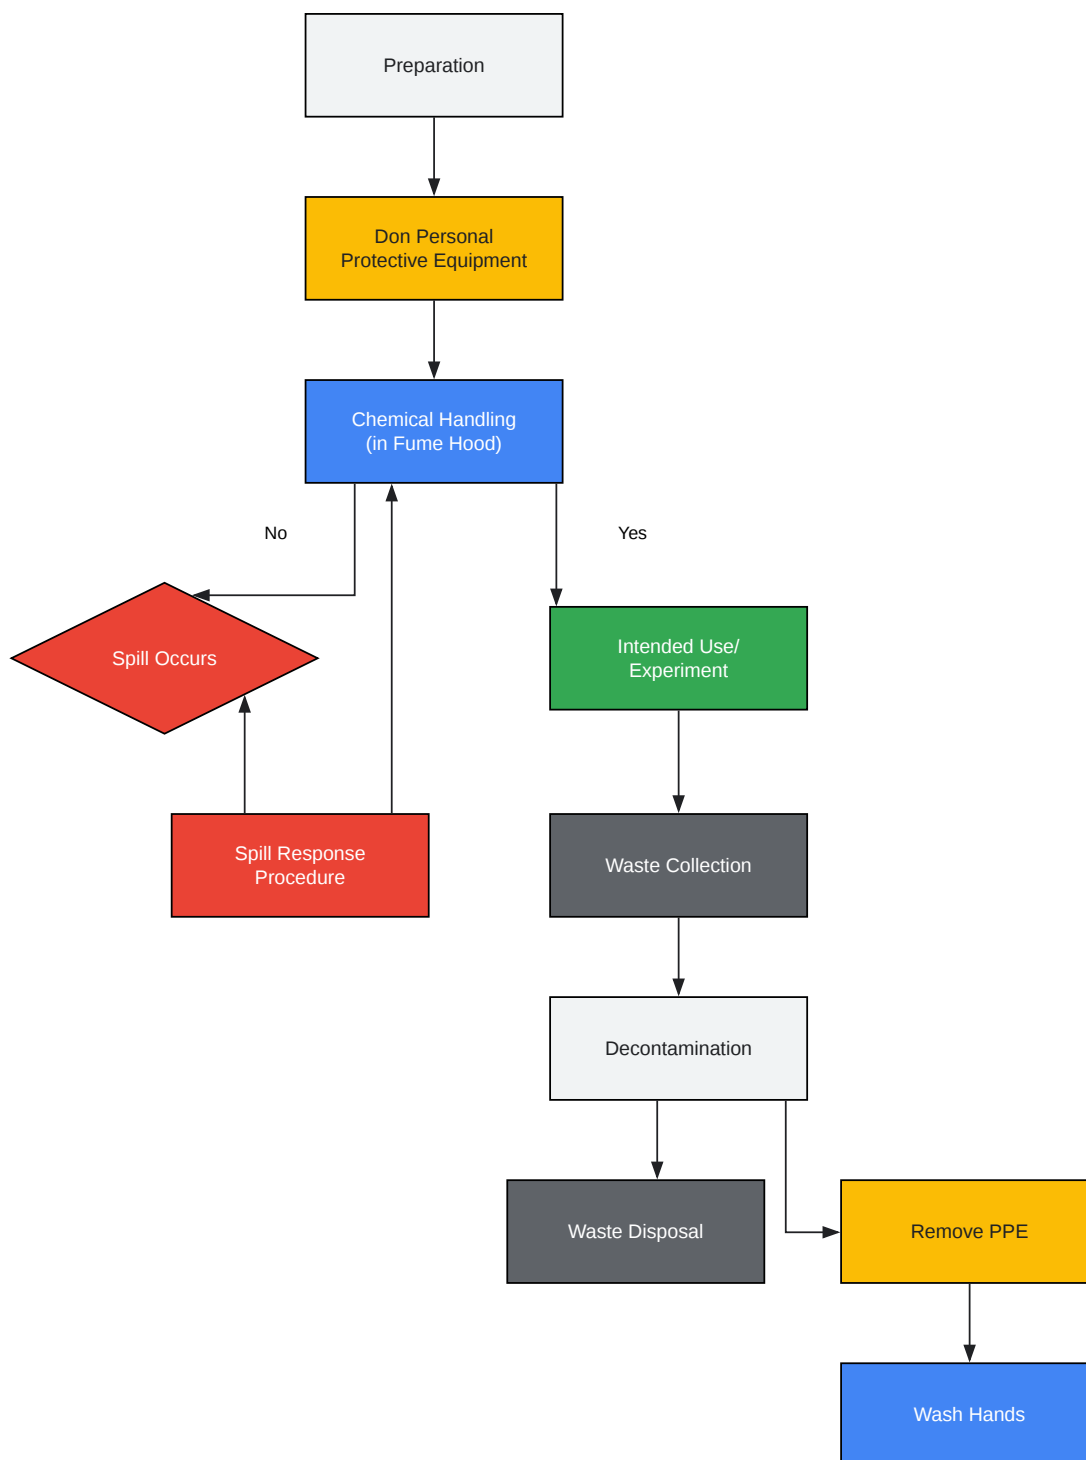 Preparation
Don Personal
Protective Equipment
Chemical Handling
(in Fume Hood)
No
Yes
Spill Occurs
Intended Use/
Experiment
Spill Response
Procedure
Waste Collection
Decontamination
Waste Disposal
Remove PPE
Wash Hands